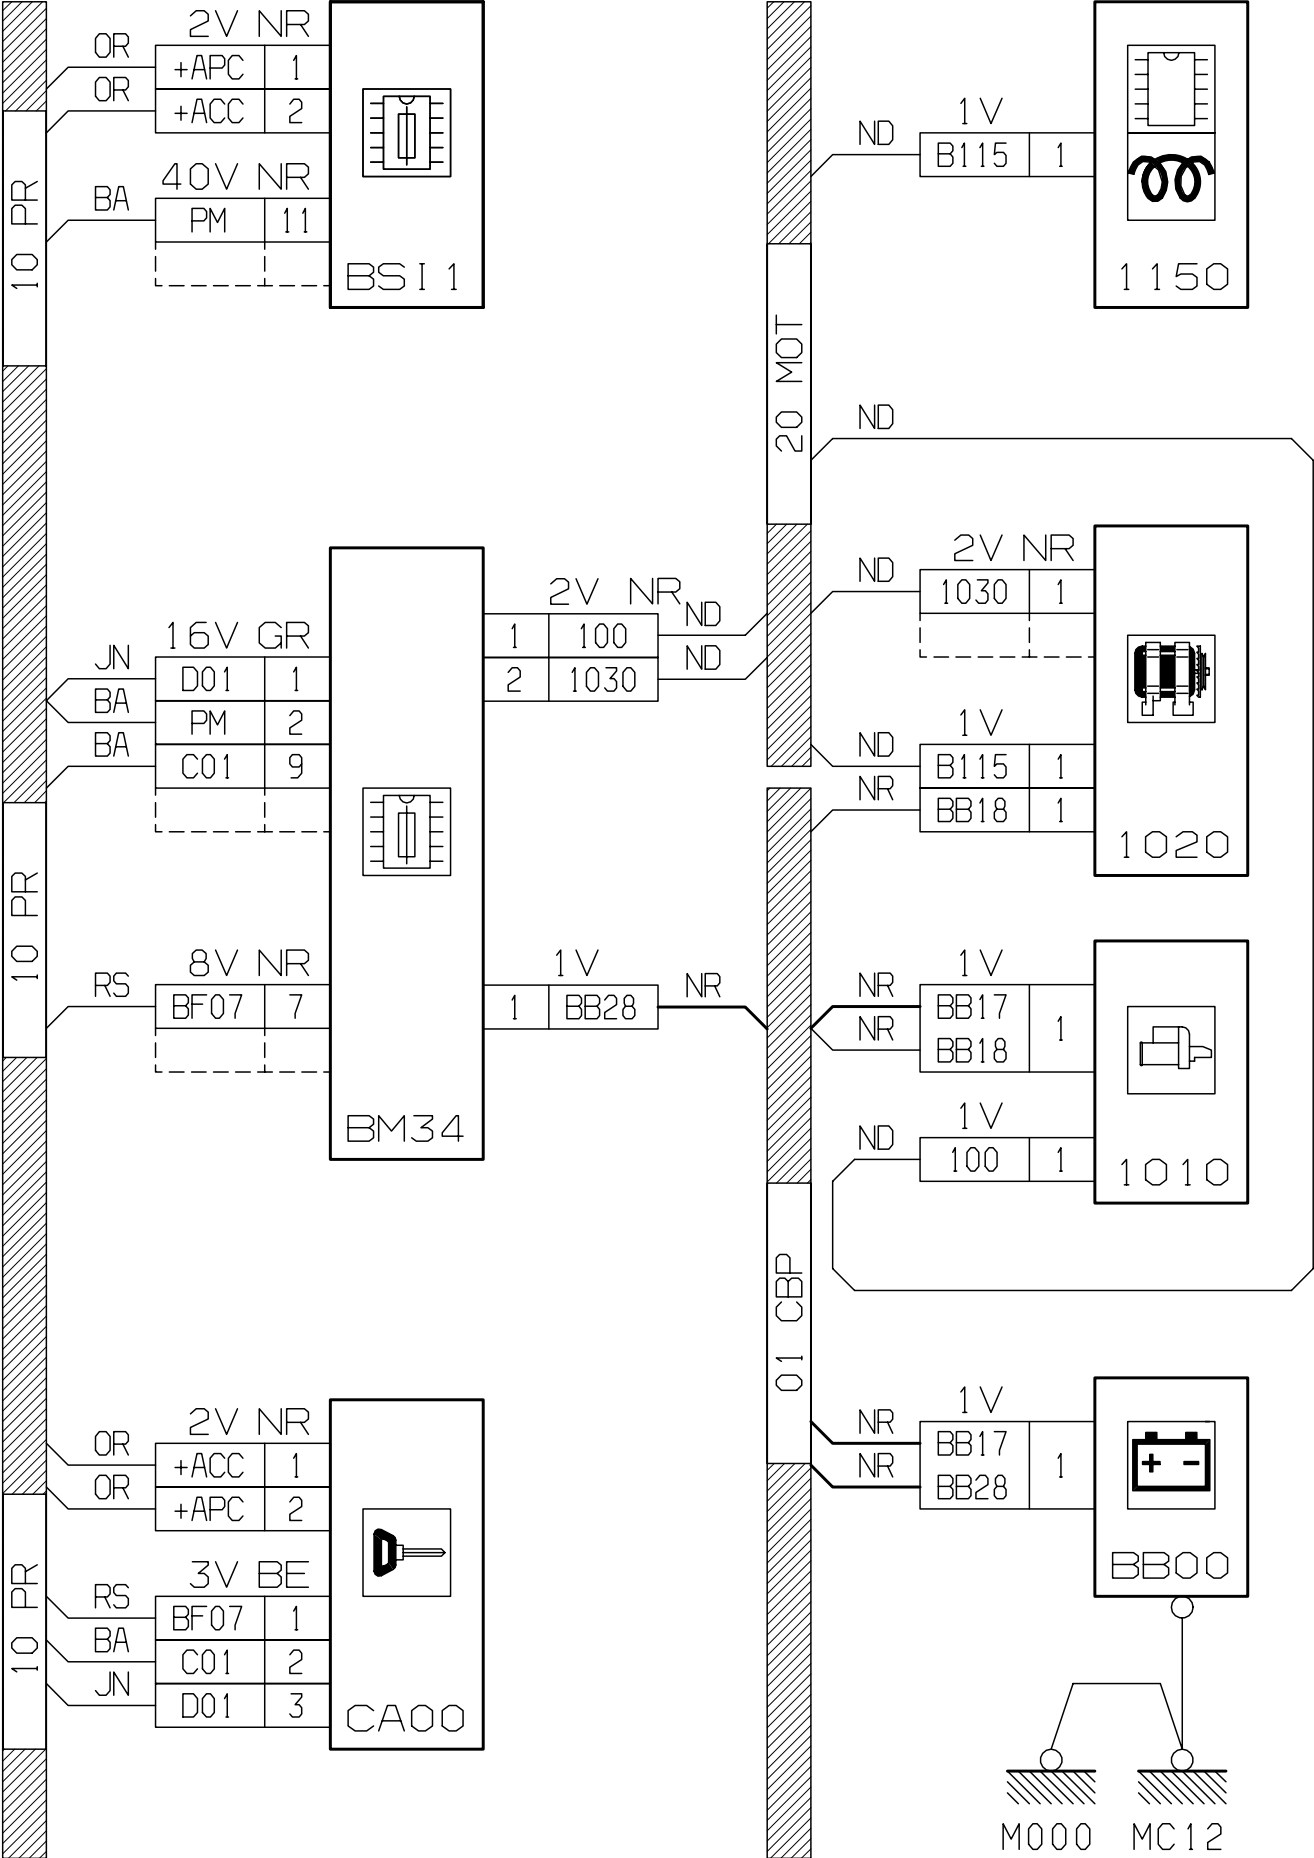 2V NR
OR
+APC 1
OR
+ACC 2
40V NR
BA
PM 11
10 PR
BSI1
1V
ND
B115 1
1150
20 MOT
ND
2V NR
ND
1030 1
2V NR
1 100
ND
2 1030
ND
16V GR
JN
D01 1
BA
PM 2
BA
C01 9
1V
ND
B115 1
NR
BB18 1
1020
10 PR
8V NR
RS
BF07 7
1V
1 BB28
NR
BM34
1V
NR
BB17
1
NR
BB18
1V
ND
100 1
1010
01 CBP
2V NR
OR
+ACC 1
OR
+APC 2
3V BE
RS
BF07 1
BA
C01 2
JN
D01 3
10 PR
CA00
1V
NR
BB17
1
NR
BB28
BB00
M000 MC12